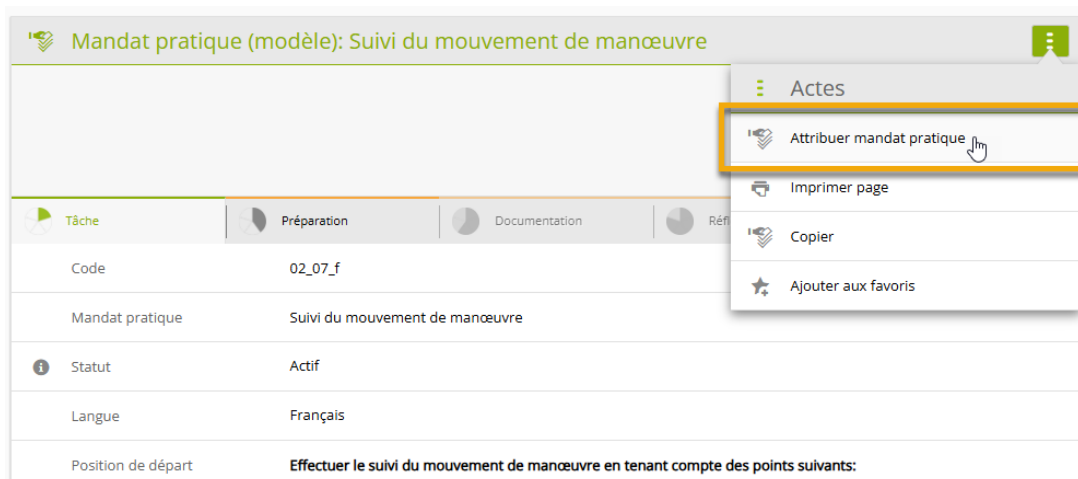 Mandat pratique (modèle): Suivi du mouvement de manœuvre
Actes
Attribuer mandat pratique
Imprimer page
Copier
Ajouter aux favoris
Tâche Préparation Documentation
Code 02_07_f
Mandat pratique Suivi du mouvement de manœuvre
Statut Actif
Langue Français
Position de départ Effectuer le suivi du mouvement de manœuvre en tenant compte des points suivants: